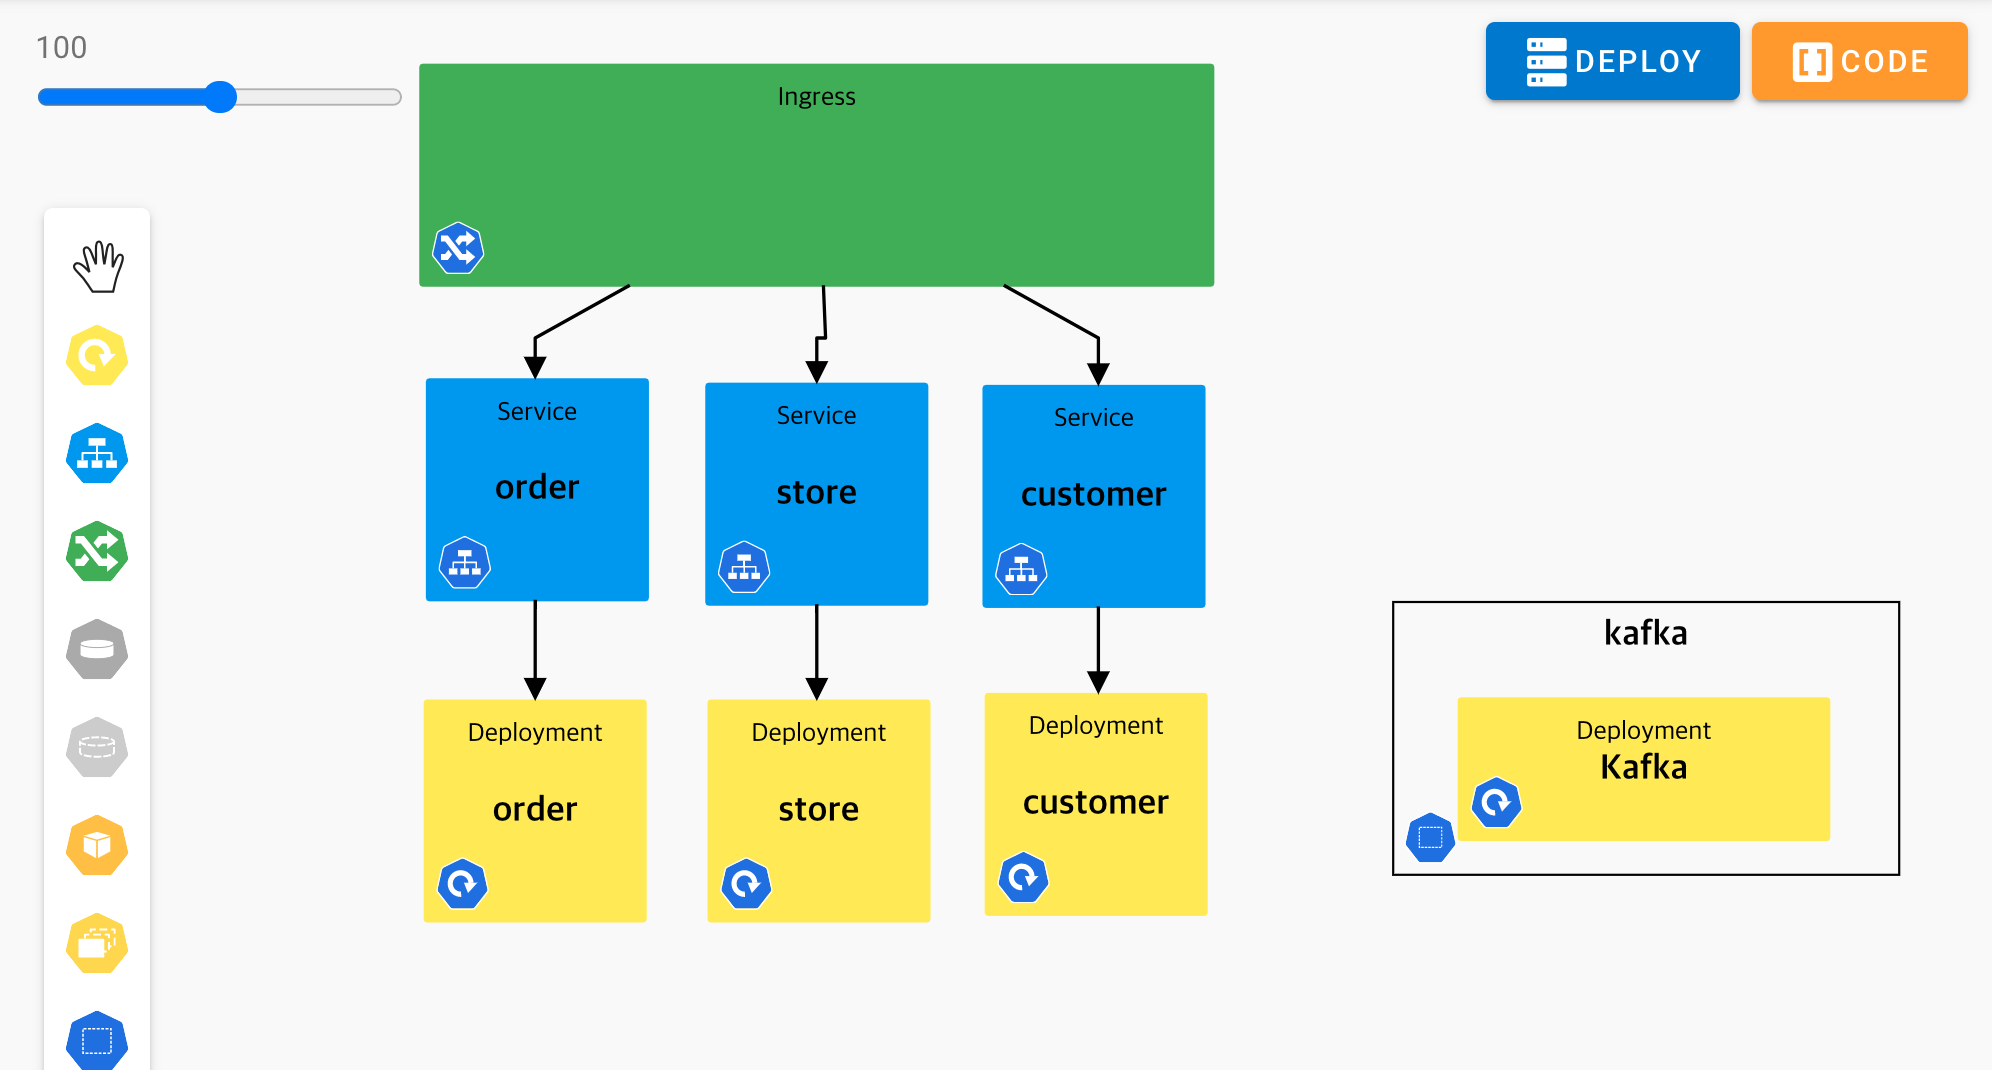 100
DEPLOY
CODE
Ingress
Service
order
Service
store
Service
customer
Deployment
order
Deployment
store
Deployment
customer
kafka
Deployment
Kafka